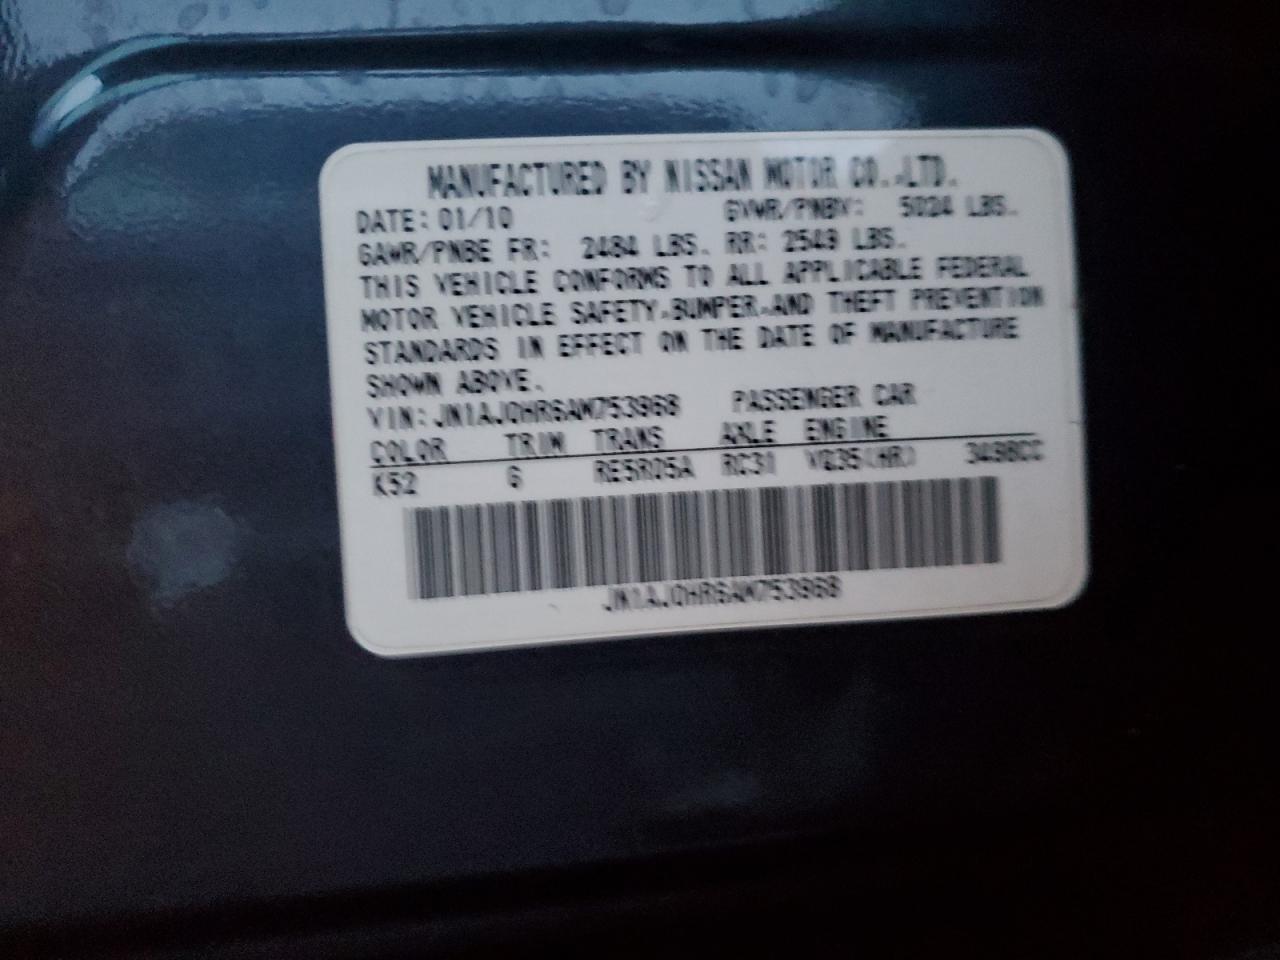 MANUFACTURED BY NISSAN MOTOR CO.,LTD.
DATE: 01/10 GVWR/PNBV: 5024 LBS.
GAWR/PNBE FR: 2484 LBS. RR: 2549 LBS.
THIS VEHICLE CONFORMS TO ALL APPLICABLE FEDERAL
MOTOR VEHICLE SAFETY,BUMPER,AND THEFT PREVENTION
STANDARDS IN EFFECT ON THE DATE OF MANUFACTURE
SHOWN ABOVE.
VIN: JN1AJ0HR6AM753968 PASSENGER CAR
COLOR TRIM TRANS AXLE ENGINE
K52 G RE5R05A RC31 VQ35(HR) 3498CC
JN1AJ0HR6AM753968